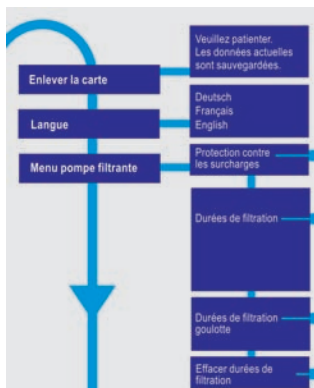 Veuillez patienter.
Les données actuelles
sont sauvegardées.
Enlever la carte
Deutsch
Français
English
Langue
Protection contre
les surcharges
Menu pompe filtrante
Durées de filtration
Durées de filtration
goulotte
Effacer durées de
filtration